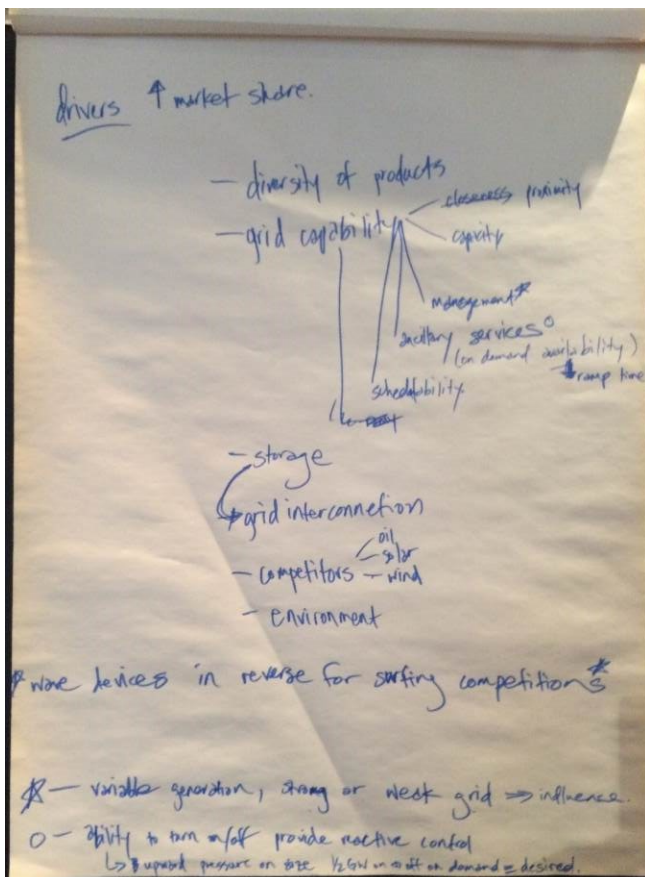 drivers ↑ market share.
- diversity of products
- grid capability
closeness proximity
capacity
management*
ancillary services°
(on demand availability)
ramp time
schedulability
- storage
grid interconnetion
- competitors
oil
- solar
- wind
- environment
* wave devices in reverse for surfing competitions*
* - variable generation, strong or weak grid ⇒ influence.
O - ability to turn on/off provide reactive control
↳ upward pressure on size ½ GW on or off on demand = desired.